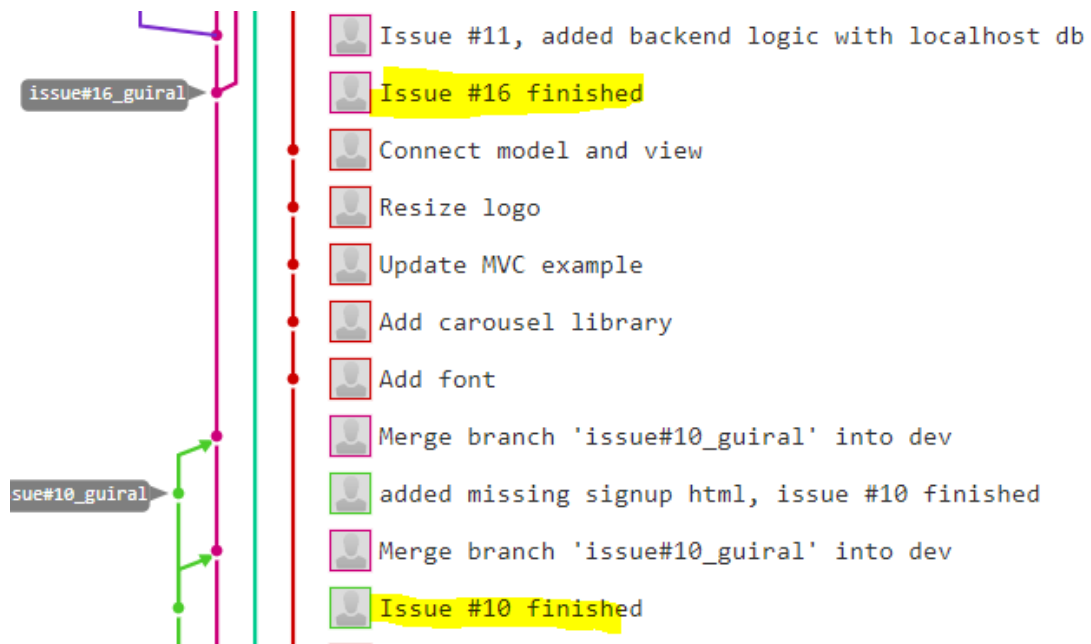 Issue #11, added backend logic with localhost db
issue#16_guiral
Issue #16 finished
Connect model and view
Resize logo
Update MVC example
Add carousel library
Add font
Merge branch 'issue#10_guiral' into dev
sue#10_guiral
added missing signup html, issue #10 finished
Merge branch 'issue#10_guiral' into dev
Issue #10 finished